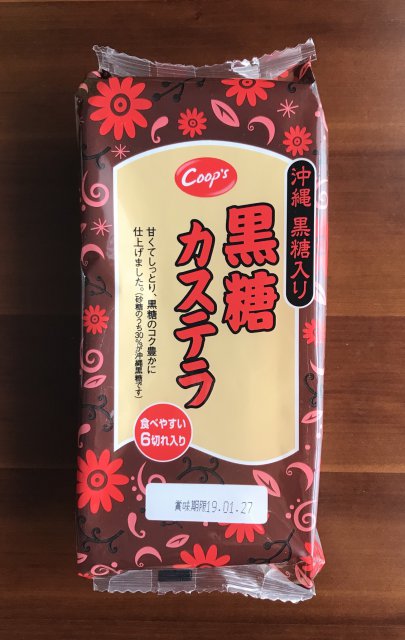 Coop's
沖縄 黒糖入り
黒糖
カステラ
甘くてしっとり、黒糖のコク豊かに
仕上げました。(砂糖のうち30%が沖縄黒糖です)
食べやすい
6切れ入り
賞味期限19.01.27